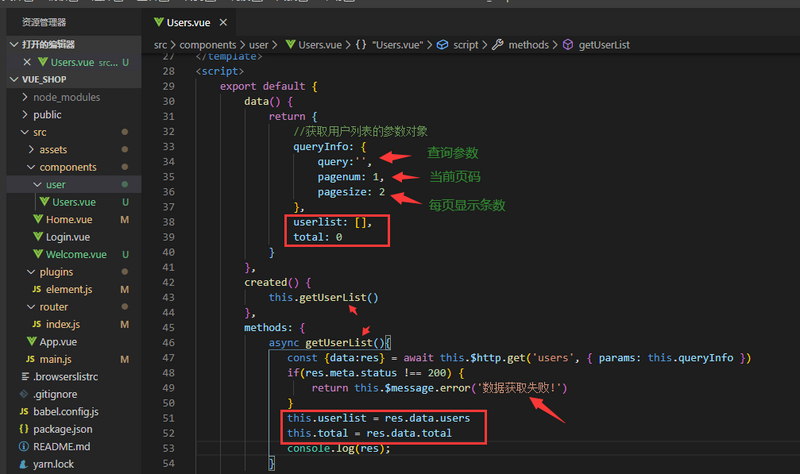 资源管理器
Users.vue ×
打开的编辑器
src > components > user > Users.vue > {} "Users.vue" > script > methods > getUserList
× Users.vue src... U
VUE_SHOP
node_modules
public
src
assets
components
user
Users.vue U
Home.vue M
Login.vue
Welcome.vue U
plugins
element.js M
router
index.js M
App.vue
main.js M
.browserslistrc
.gitignore
babel.config.js
package.json
README.md
yarn.lock
27 </template>
28 <script>
29 export default {
30 data() {
31 return {
32 //获取用户列表的参数对象
33 queryInfo: {
34 query:'', 查询参数
35 pagenum: 1, 当前页码
36 pagesize: 2
37 }, 每页显示条数
38 userlist: [],
39 total: 0
40 }
41 },
42 created() {
43 this.getUserList()
44 },
45 methods: {
46 async getUserList(){
47 const {data:res} = await this.$http.get('users', { params: this.queryInfo })
48 if(res.meta.status !== 200) {
49 return this.$message.error('数据获取失败!')
50 }
51 this.userlist = res.data.users
52 this.total = res.data.total
53 console.log(res);
54 }